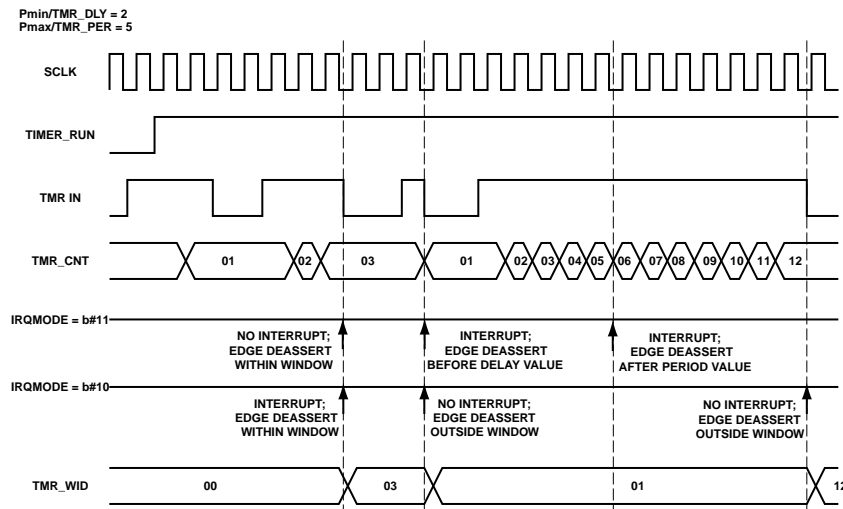 Pmin/TMR_DLY = 2
Pmax/TMR_PER = 5
SCLK
TIMER_RUN
TMR IN
TMR_CNT
01
02
03
01
02
03
04
05
06
07
08
09
10
11
12
IRQMODE = b#11
NO INTERRUPT;
EDGE DEASSERT
WITHIN WINDOW
INTERRUPT;
EDGE DEASSERT
BEFORE DELAY VALUE
INTERRUPT;
EDGE DEASSERT
AFTER PERIOD VALUE
IRQMODE = b#10
INTERRUPT;
EDGE DEASSERT
WITHIN WINDOW
NO INTERRUPT;
EDGE DEASSERT
OUTSIDE WINDOW
NO INTERRUPT;
EDGE DEASSERT
OUTSIDE WINDOW
TMR_WID
00
03
01
12